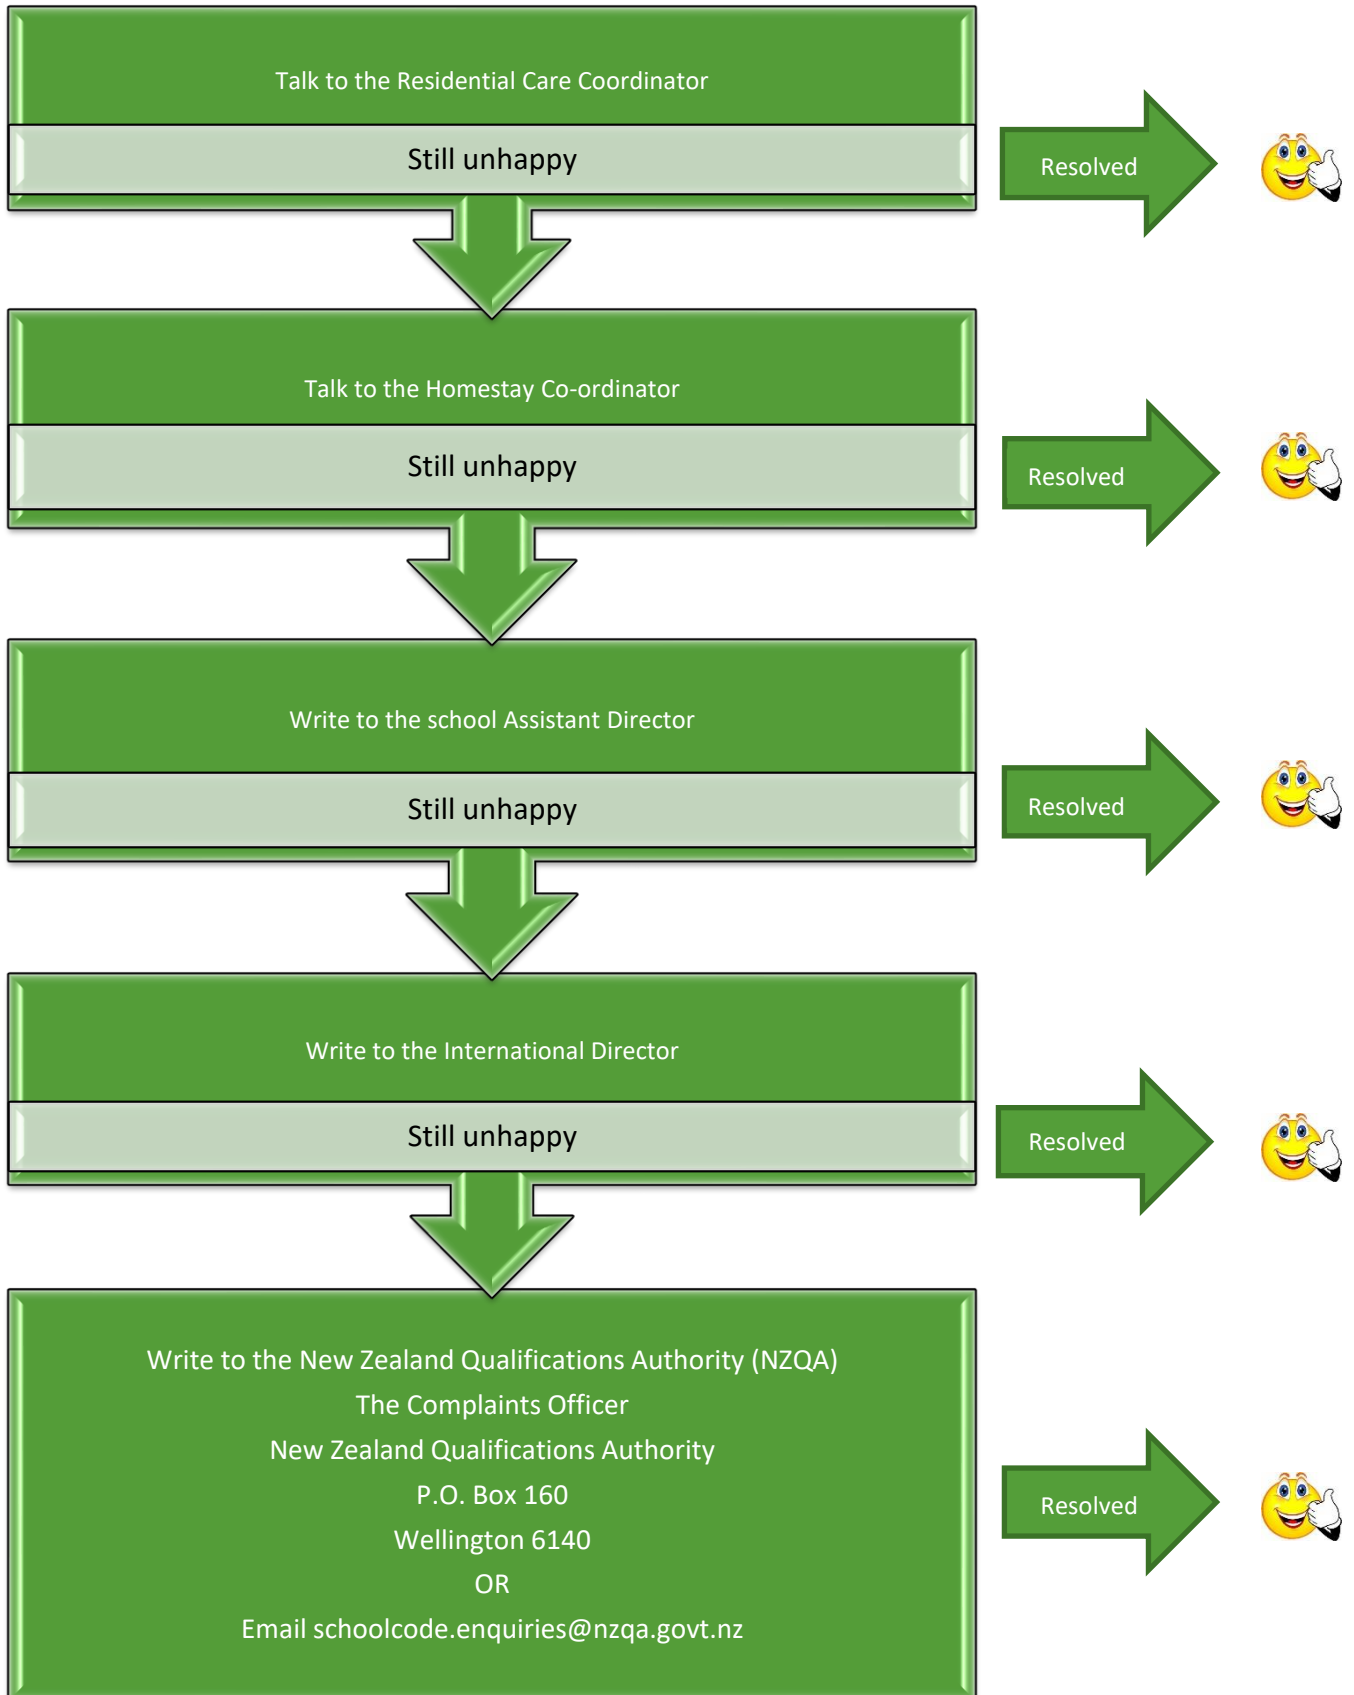 Talk to the Residential Care Coordinator
Still unhappy
Resolved
Talk to the Homestay Co-ordinator
Still unhappy
Resolved
Write to the school Assistant Director
Still unhappy
Resolved
Write to the International Director
Still unhappy
Resolved
Write to the New Zealand Qualifications Authority (NZQA)
The Complaints Officer
New Zealand Qualifications Authority
P.O. Box 160
Wellington 6140
OR
Email schoolcode.enquiries@nzqa.govt.nz
Resolved